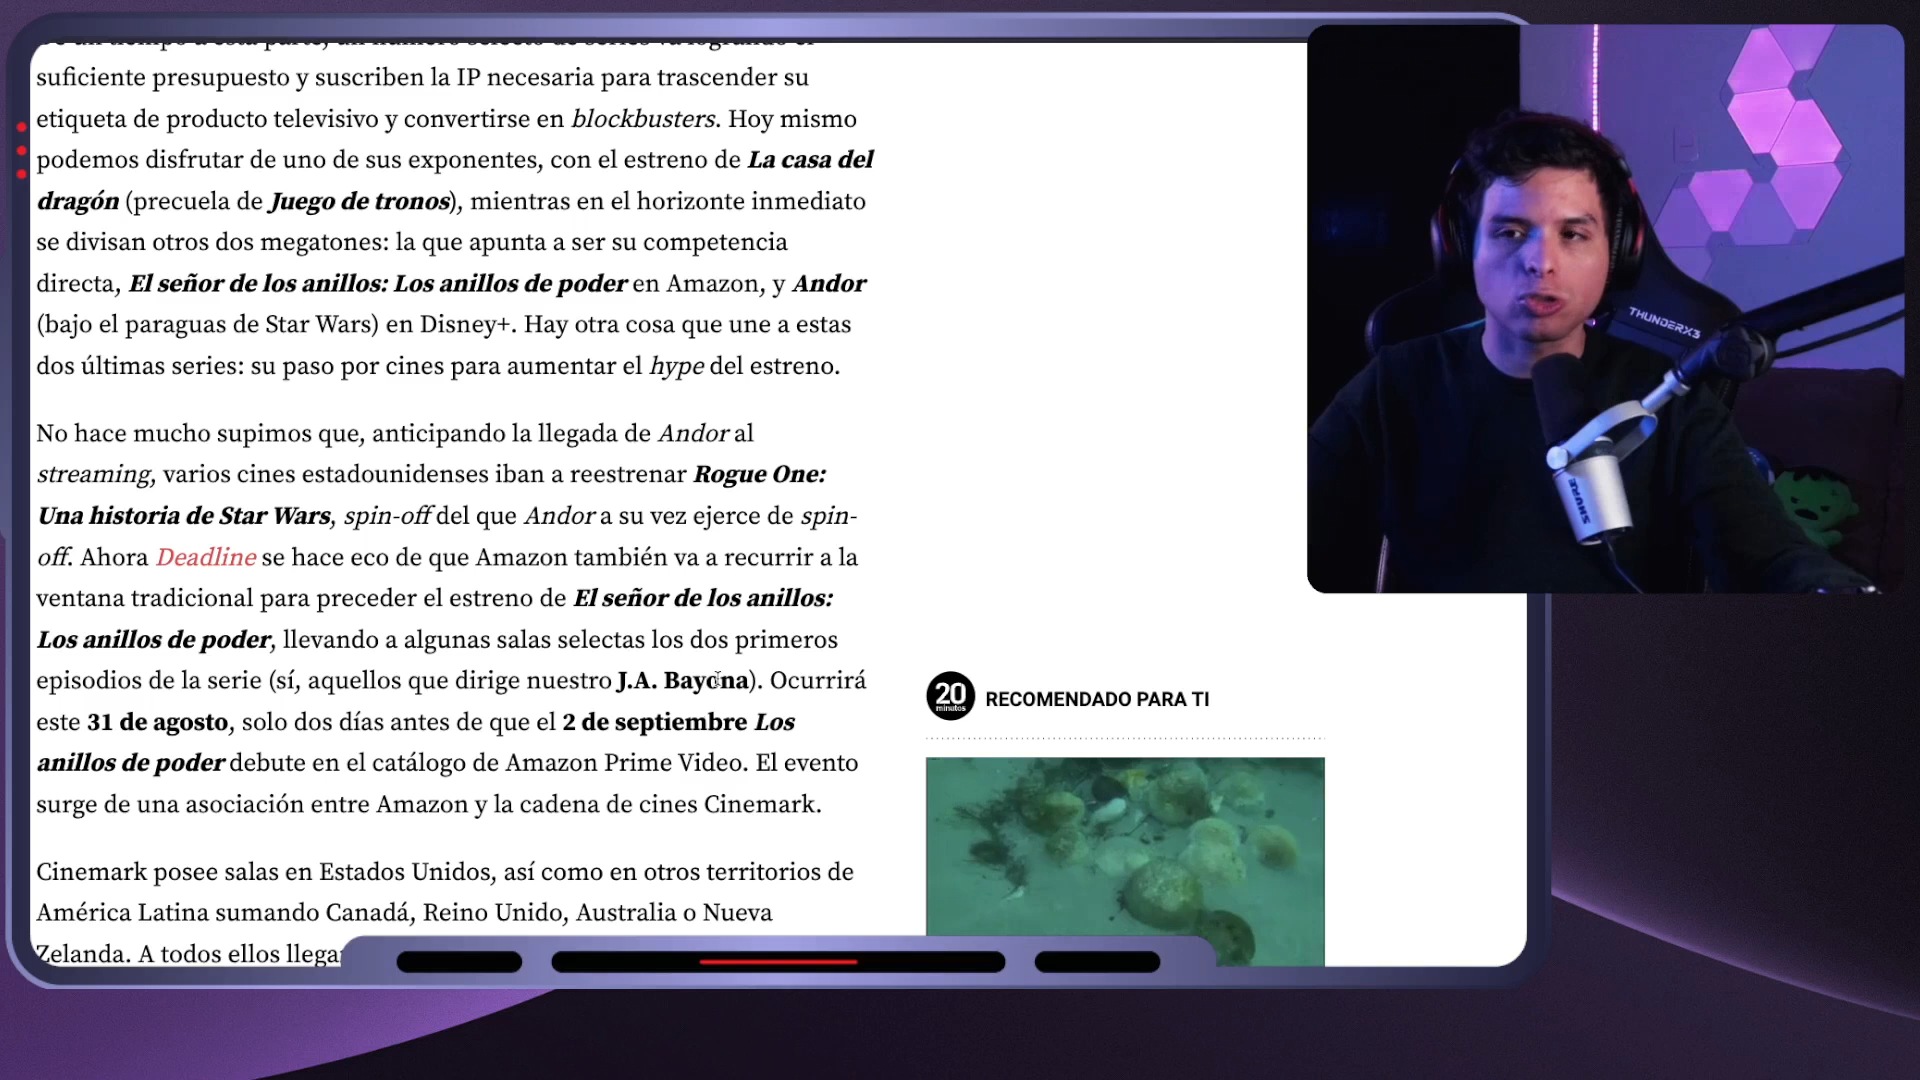 suficiente presupuesto y suscriben la IP necesaria para trascender su
etiqueta de producto televisivo y convertirse en blockbusters. Hoy mismo
podemos disfrutar de uno de sus exponentes, con el estreno de La casa del
dragón (precuela de Juego de tronos), mientras en el horizonte inmediato
se divisan otros dos megatones: la que apunta a ser su competencia
directa, El señor de los anillos: Los anillos de poder en Amazon, y Andor
(bajo el paraguas de Star Wars) en Disney+. Hay otra cosa que une a estas
dos últimas series: su paso por cines para aumentar el hype del estreno.
No hace mucho supimos que, anticipando la llegada de Andor al
streaming, varios cines estadounidenses iban a reestrenar Rogue One:
Una historia de Star Wars, spin-off del que Andor a su vez ejerce de spin-
off. Ahora Deadline se hace eco de que Amazon también va a recurrir a la
ventana tradicional para preceder el estreno de El señor de los anillos:
Los anillos de poder, llevando a algunas salas selectas los dos primeros
episodios de la serie (sí, aquellos que dirige nuestro J.A. Bayona). Ocurrirá
este 31 de agosto, solo dos días antes de que el 2 de septiembre Los
anillos de poder debute en el catálogo de Amazon Prime Video. El evento
surge de una asociación entre Amazon y la cadena de cines Cinemark.
Cinemark posee salas en Estados Unidos, así como en otros territorios de
América Latina sumando Canadá, Reino Unido, Australia o Nueva
Zelanda. A todos ellos llega
20
minutos
RECOMENDADO PARA TI
THUNDERX3
SHURE